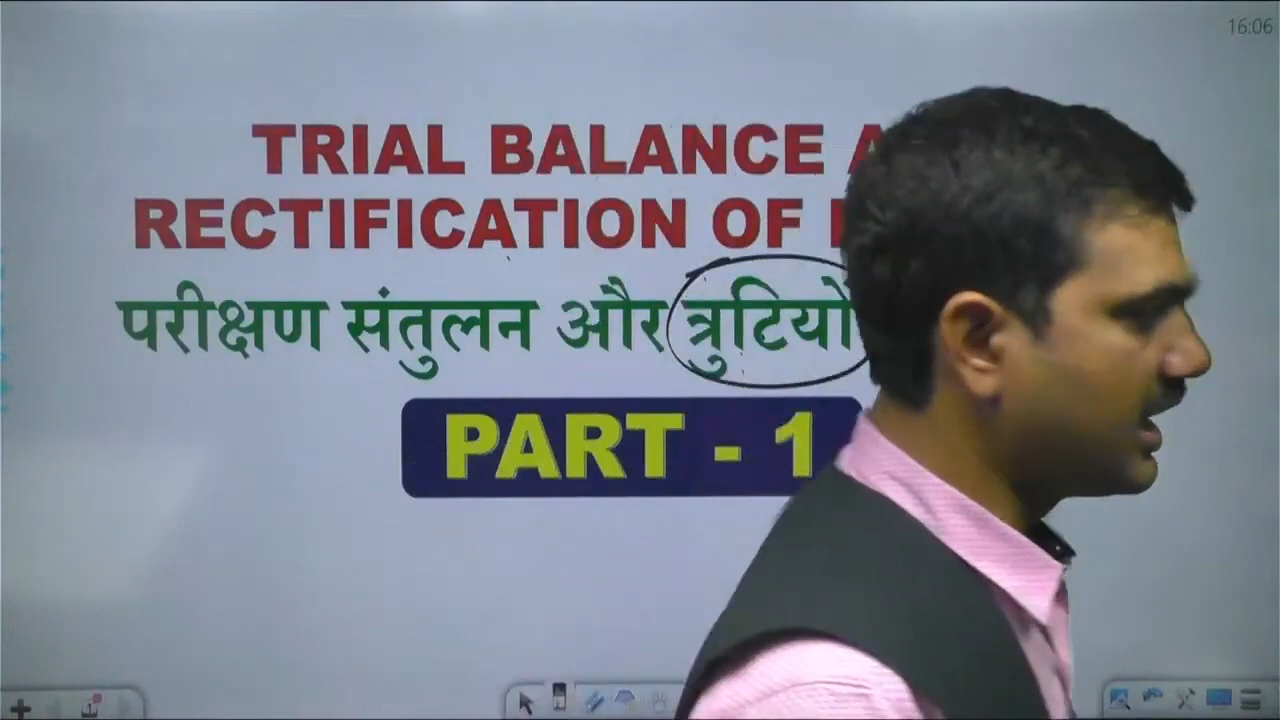 16:06
TRIAL BALANCE
RECTIFICATION OF
परीक्षण संतुलन और त्रुटियों
PART - 1